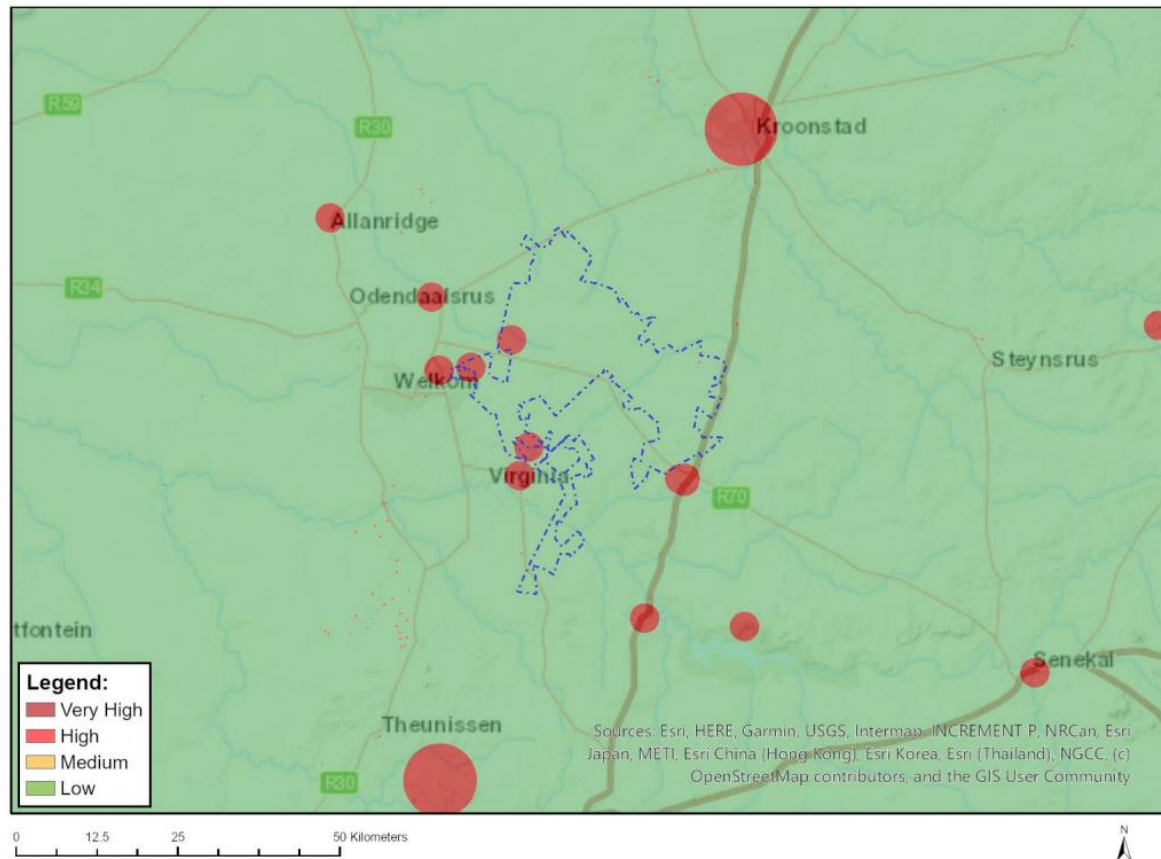 R59
R30
Kroonstad
Allanridge
R34
Odendaalsrus
Steynsrus
Welkom
Virginia
R70
tfontein
Senekal
Legend:
Very High
High
Medium
Low
Theunissen
R30
Sources: Esri, HERE, Garmin, USGS, Intermap, INCREMENT P, NRCan, Esri
Japan, METI, Esri China (Hong Kong), Esri Korea, Esri (Thailand), NGCC, (c)
OpenStreetMap contributors, and the GIS User Community
0 12.5 25 50 Kilometers
N